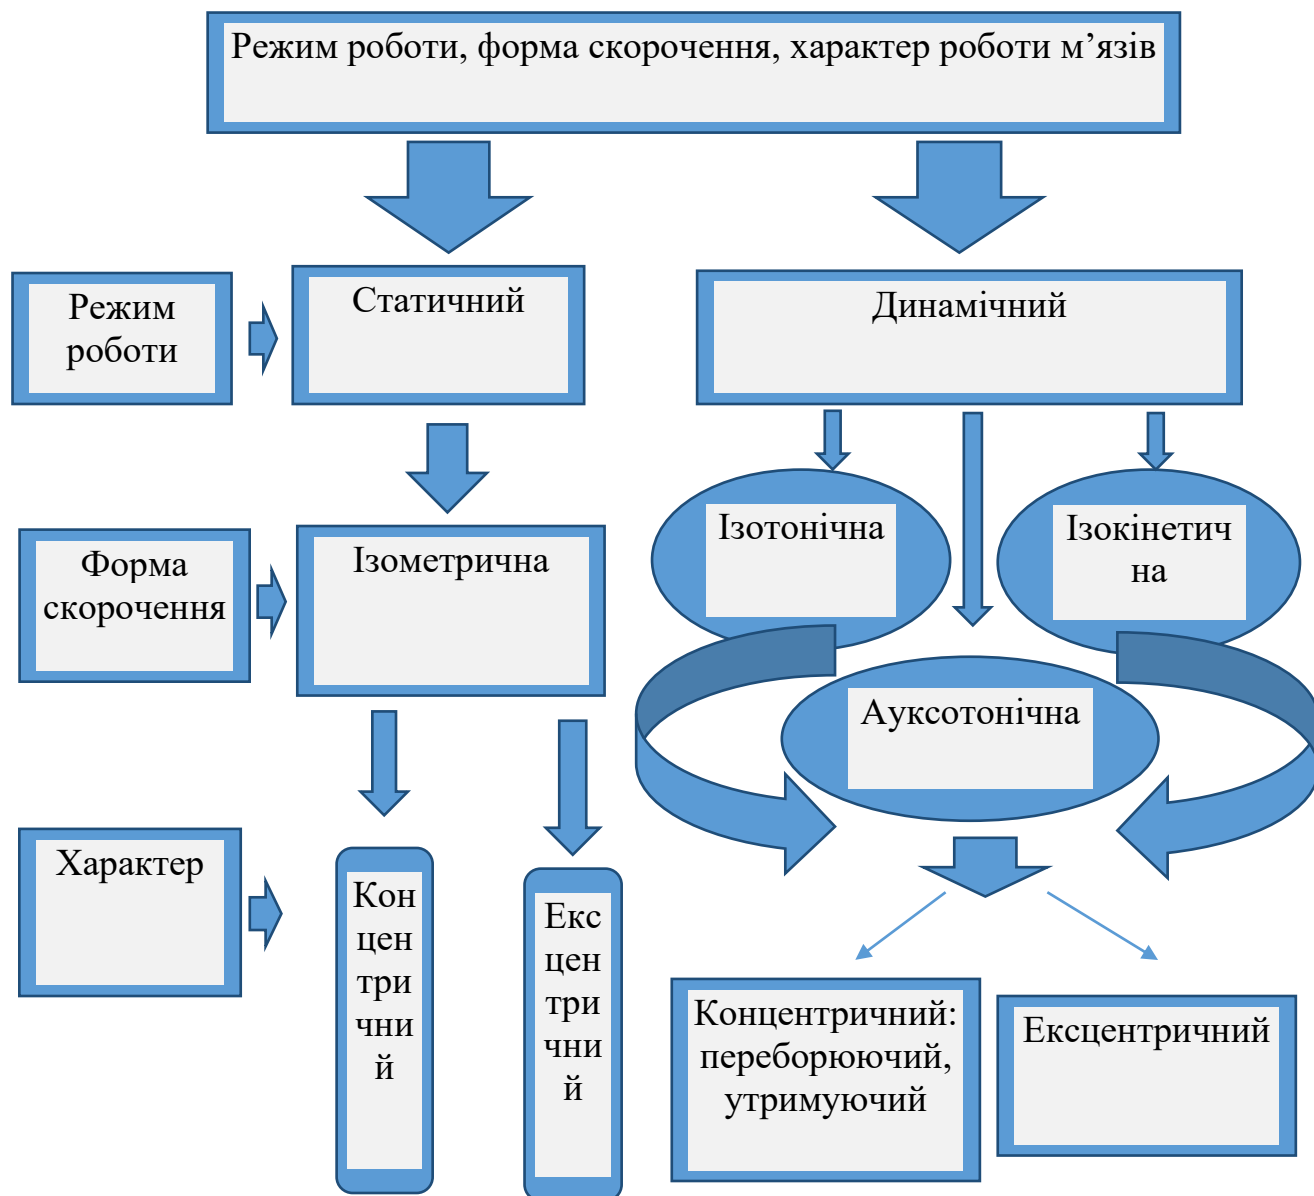 Режим роботи, форма скорочення, характер роботи м’язів
Режим
роботи
Статичний
Динамічний
Форма
скорочення
Ізометрична
Ізотонічна
Ізокінетич
на
Ауксотонічна
Характер
Кон
цен
три
чни
й
Екс
цен
три
чни
й
Концентричний:
переборюючий,
утримуючий
Ексцентричний